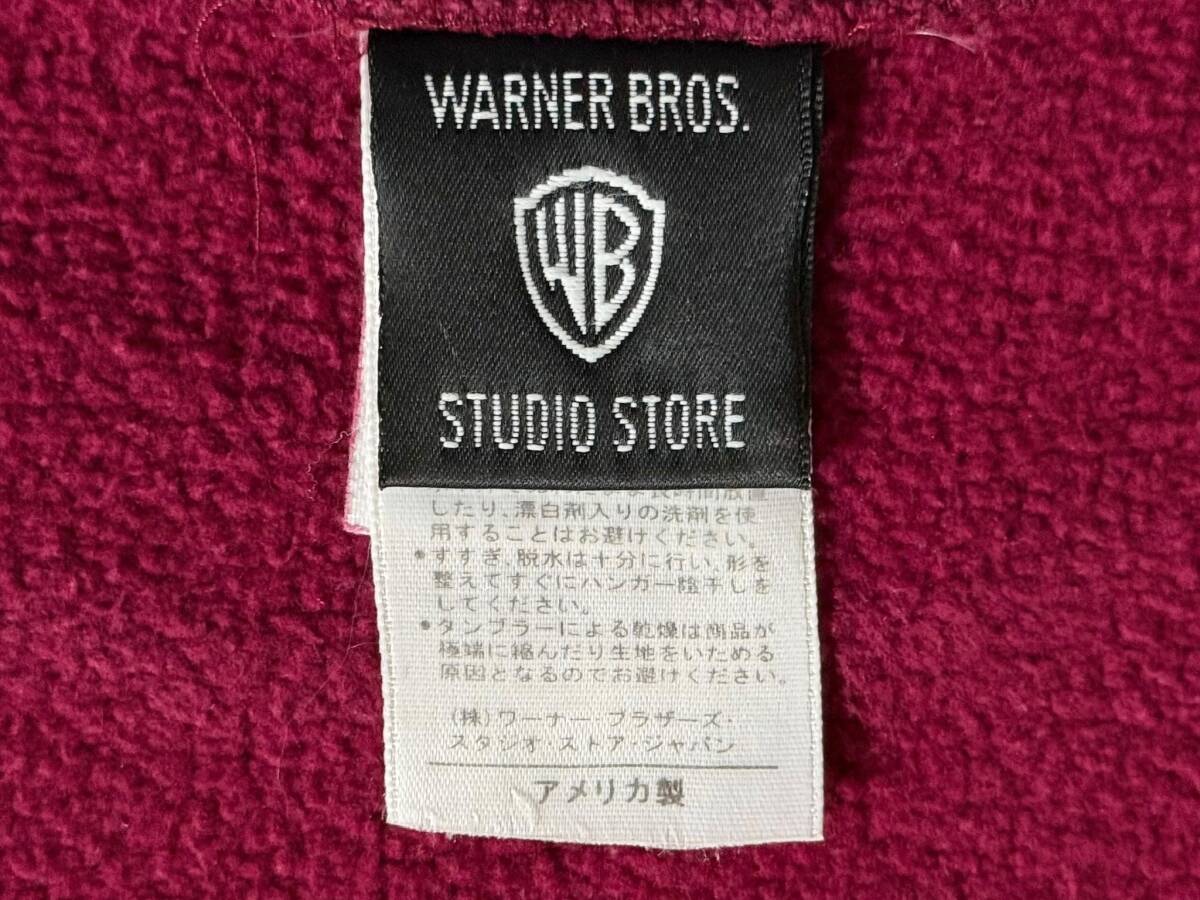 WARNER BROS.
WB
STUDIO STORE
長時間放置
したり、漂白剤入りの洗剤を使
用することはお避けください。
●すすぎ、脱水は十分に行い、形を
整えてすぐにハンガー陰干しを
してください。
●タンブラーによる乾燥は商品が
極端に縮んだり生地をいためる
原因となるのでお避けください。
(株)ワーナー・ブラザーズ・
スタジオ・ストア・ジャパン
アメリカ製